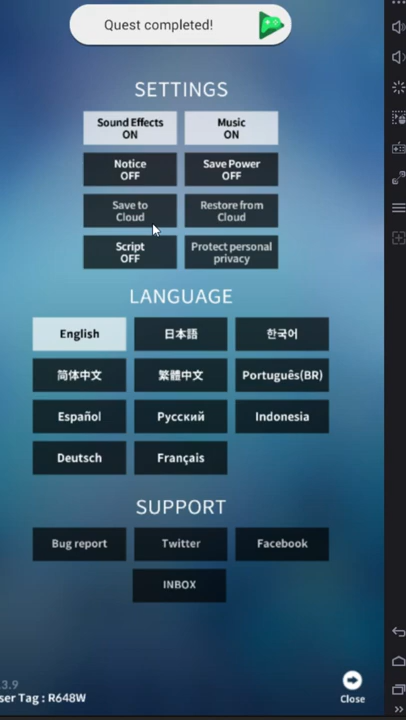 Quest completed!
SETTINGS
Sound Effects
ON
Music
ON
Notice
OFF
Save Power
OFF
Save to
Cloud
Restore from
Cloud
Script
OFF
Protect personal
privacy
LANGUAGE
English
日本語
한국어
简体中文
繁體中文
Português(BR)
Español
Русский
Indonesia
Deutsch
Français
SUPPORT
Bug report
Twitter
Facebook
INBOX
.3.9
ser Tag : R648W
Close